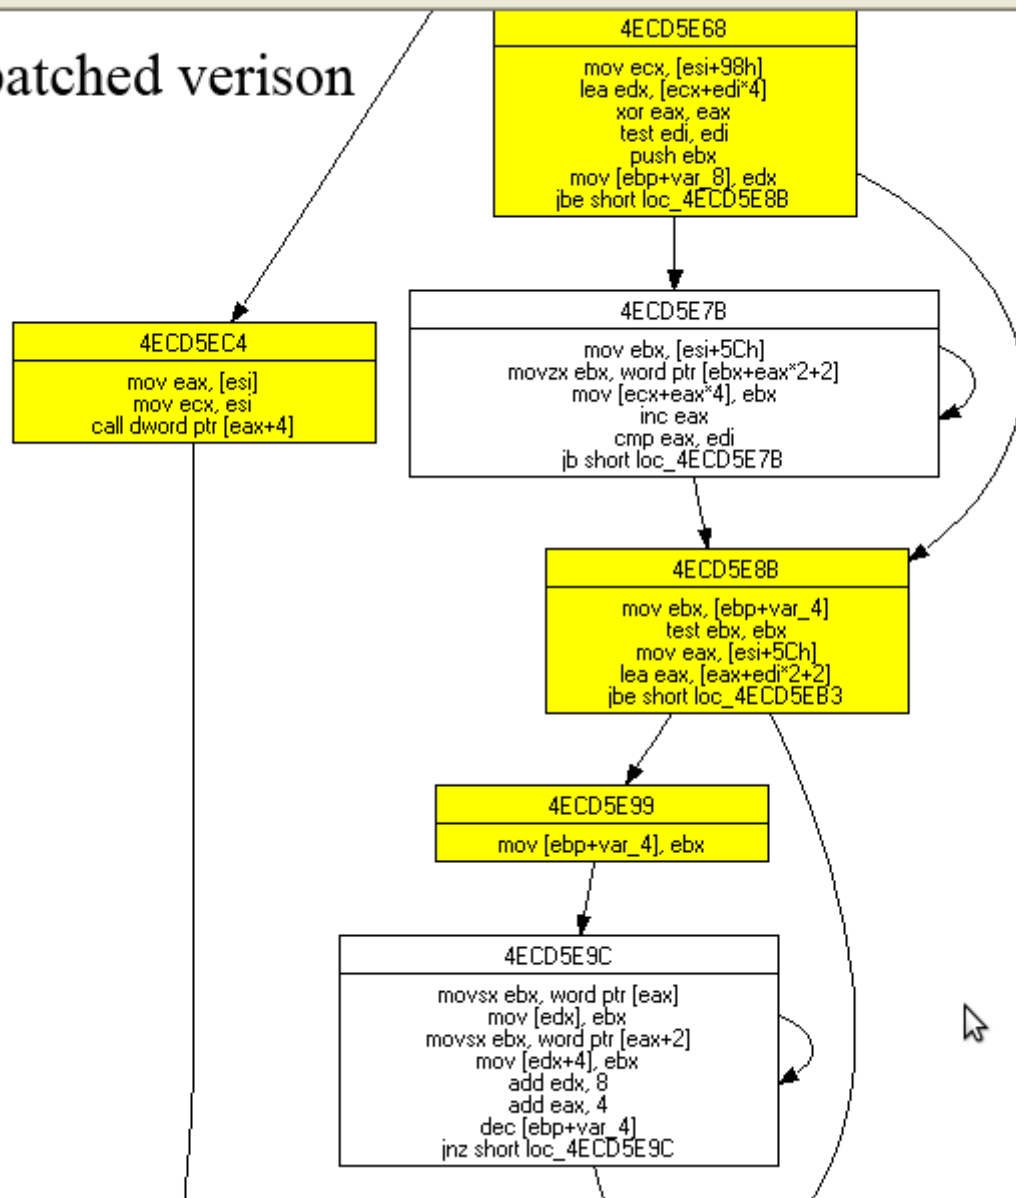 patched verison
4ECD5E68
mov ecx, [esi+98h]
lea edx, [ecx+edi*4]
xor eax, eax
test edi, edi
push ebx
mov [ebp+var_8], edx
jbe short loc_4ECD5E8B
4ECD5EC4
mov eax, [esi]
mov ecx, esi
call dword ptr [eax+4]
4ECD5E7B
mov ebx, [esi+5Ch]
movzx ebx, word ptr [ebx+eax*2+2]
mov [ecx+eax*4], ebx
inc eax
cmp eax, edi
jb short loc_4ECD5E7B
4ECD5E8B
mov ebx, [ebp+var_4]
test ebx, ebx
mov eax, [esi+5Ch]
lea eax, [eax+edi*2+2]
jbe short loc_4ECD5EB3
4ECD5E99
mov [ebp+var_4], ebx
4ECD5E9C
movsx ebx, word ptr [eax]
mov [edx], ebx
movsx ebx, word ptr [eax+2]
mov [edx+4], ebx
add edx, 8
add eax, 4
dec [ebp+var_4]
jnz short loc_4ECD5E9C